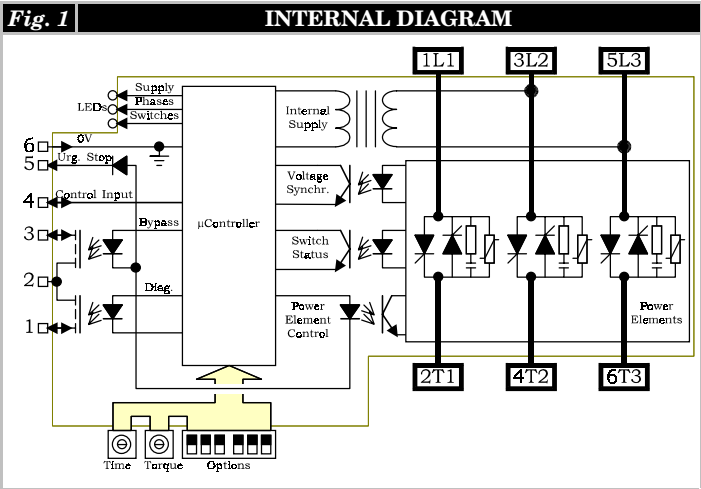 Fig. 1 INTERNAL DIAGRAM
1L1 3L2 5L3
LEDs
Supply
Phases
Switches
Internal
Supply
6
0V
5
Urg. Stop
Voltage
Synchr.
4
Control Input
3
Bypass
µController
Switch
Status
2
Diag.
1
Power
Element
Control
Power
Elements
2T1 4T2 6T3
Time Torque Options